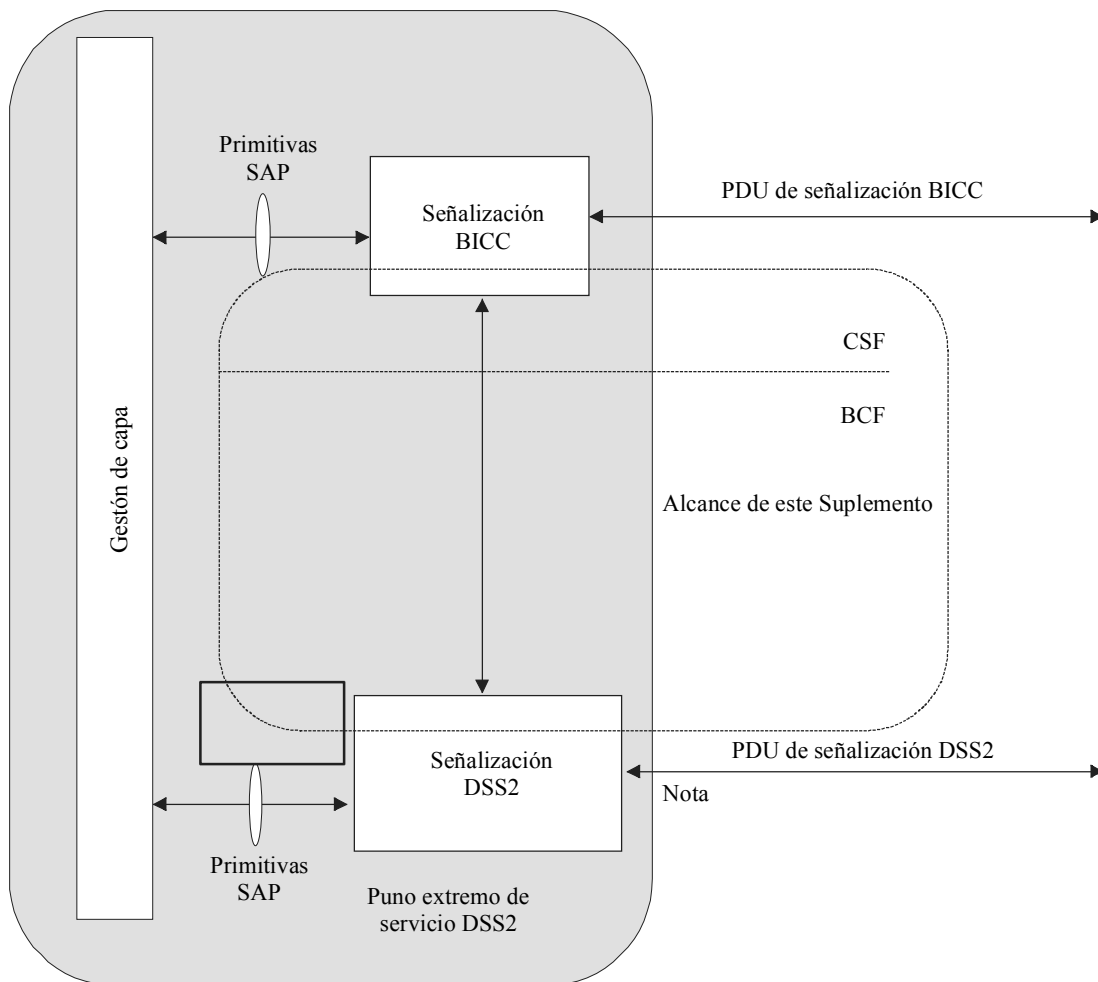 Primitivas
SAP
Señalización
BICC
PDU de señalización BICC
CSF
BCF
Gestón de capa
Alcance de este Suplemento
Señalización
DSS2
PDU de señalización DSS2
Nota
Primitivas
SAP
Puno extremo de
servicio DSS2